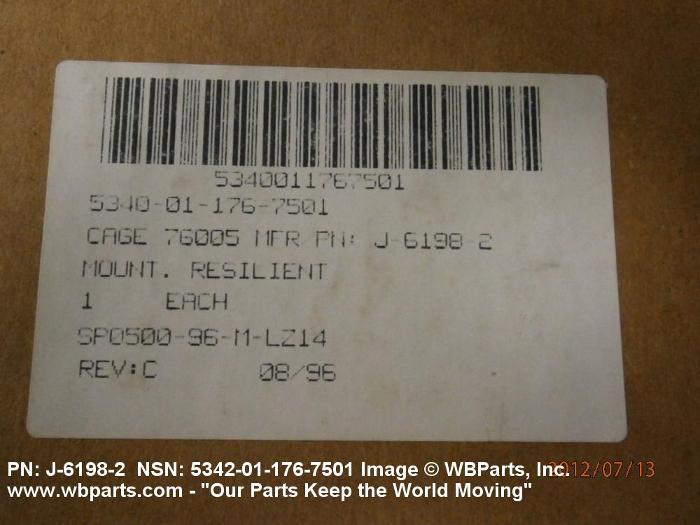 5340011767501
5340-01-176-7501
CAGE 76005 MFR PN: J-6198-2
MOUNT. RESILIENT
1 EACH
SP0500-96-M-LZ14
REV:C 08/96
PN: J-6198-2 NSN: 5342-01-176-7501 Image © WBParts, Inc.
2012/07/13
www.wbparts.com - "Our Parts Keep the World Moving"